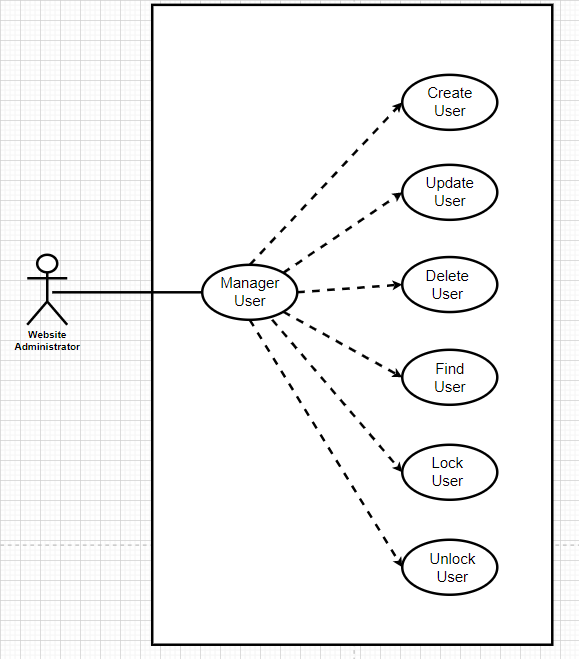 Create
User
Update
User
Delete
User
Manager
User
Website
Administrator
Find
User
Lock
User
Unlock
User